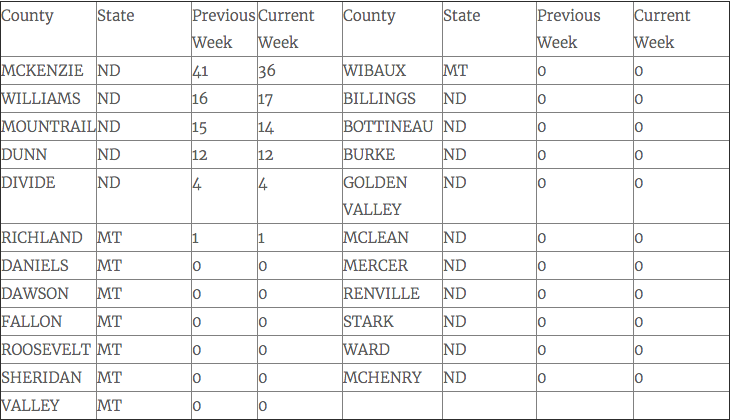 County State Previous Week Current Week County State Previous Week Current Week
MCKENZIE ND 41 36 WIBAUX MT 0 0
WILLIAMS ND 16 17 BILLINGS ND 0 0
MOUNTRAIL ND 15 14 BOTTINEAU ND 0 0
DUNN ND 12 12 BURKE ND 0 0
DIVIDE ND 4 4 GOLDEN VALLEY ND 0 0
RICHLAND MT 1 1 MCLEAN ND 0 0
DANIELS MT 0 0 MERCER ND 0 0
DAWSON MT 0 0 RENVILLE ND 0 0
FALLON MT 0 0 STARK ND 0 0
ROOSEVELT MT 0 0 WARD ND 0 0
SHERIDAN MT 0 0 MCHENRY ND 0 0
VALLEY MT 0 0